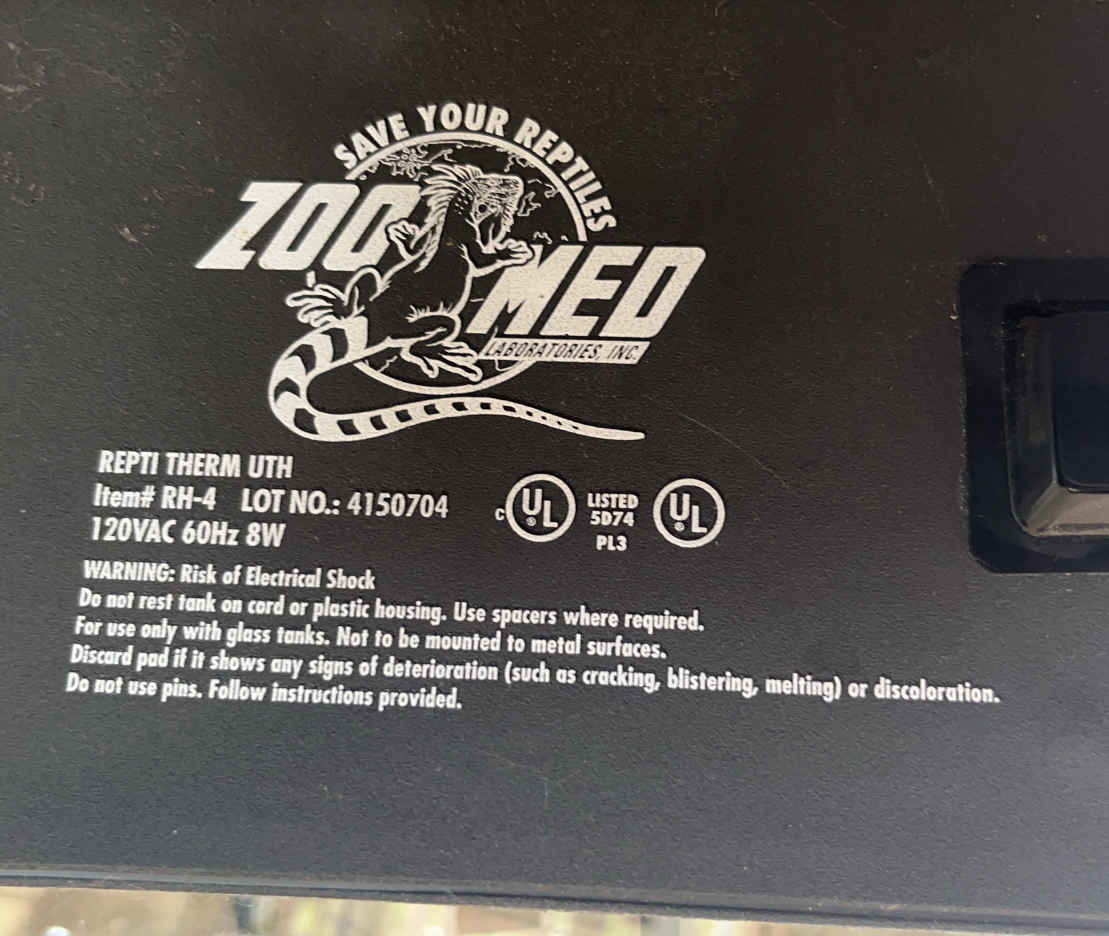 SAVE YOUR REPTILES
ZOO MED
LABORATORIES, INC.
REPTI THERM UTH
Item# RH-4 LOT NO.: 4150704
120VAC 60Hz 8W
c UL ® LISTED 5D74 PL3 UL ®
WARNING: Risk of Electrical Shock
Do not rest tank on cord or plastic housing. Use spacers where required.
For use only with glass tanks. Not to be mounted to metal surfaces.
Discard pad if it shows any signs of deterioration (such as cracking, blistering, melting) or discoloration.
Do not use pins. Follow instructions provided.